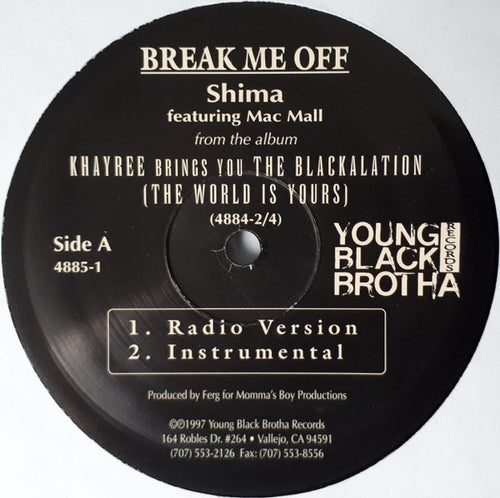 BREAK ME OFF
Shima
featuring Mac Mall
from the album
KHAYREE BRINGS YOU THE BLACKALATION
(THE WORLD IS YOURS)
(4884-2/4)
Side A
4885-1
YOUNG
BLACK
BROTHA
RECORDS
1. Radio Version
2. Instrumental
Produced by Ferg for Momma's Boy Productions
©℗1997 Young Black Brotha Records
164 Robles Dr. #264 • Vallejo, CA 94591
(707) 553-2126 Fax: (707) 553-8556